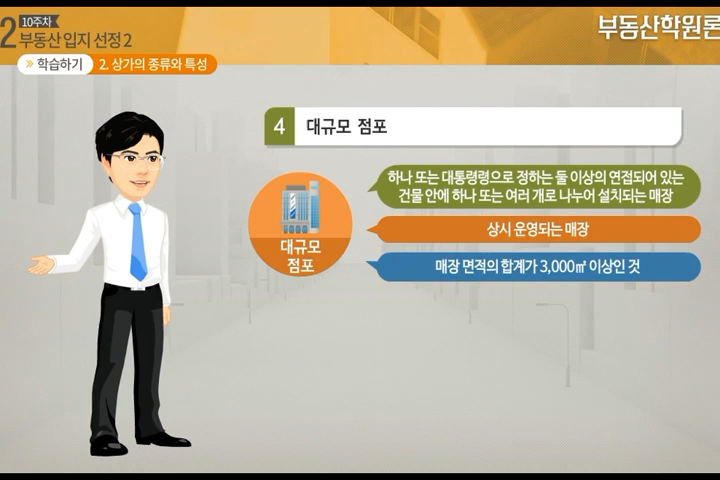 10주차
2 부동산 입지 선정 2
부동산학원론
» 학습하기
2. 상가의 종류와 특성
4 대규모 점포
하나 또는 대통령령으로 정하는 둘 이상의 연접되어 있는
건물 안에 하나 또는 여러 개로 나누어 설치되는 매장
상시 운영되는 매장
매장 면적의 합계가 3,000㎡ 이상인 것
대규모
점포